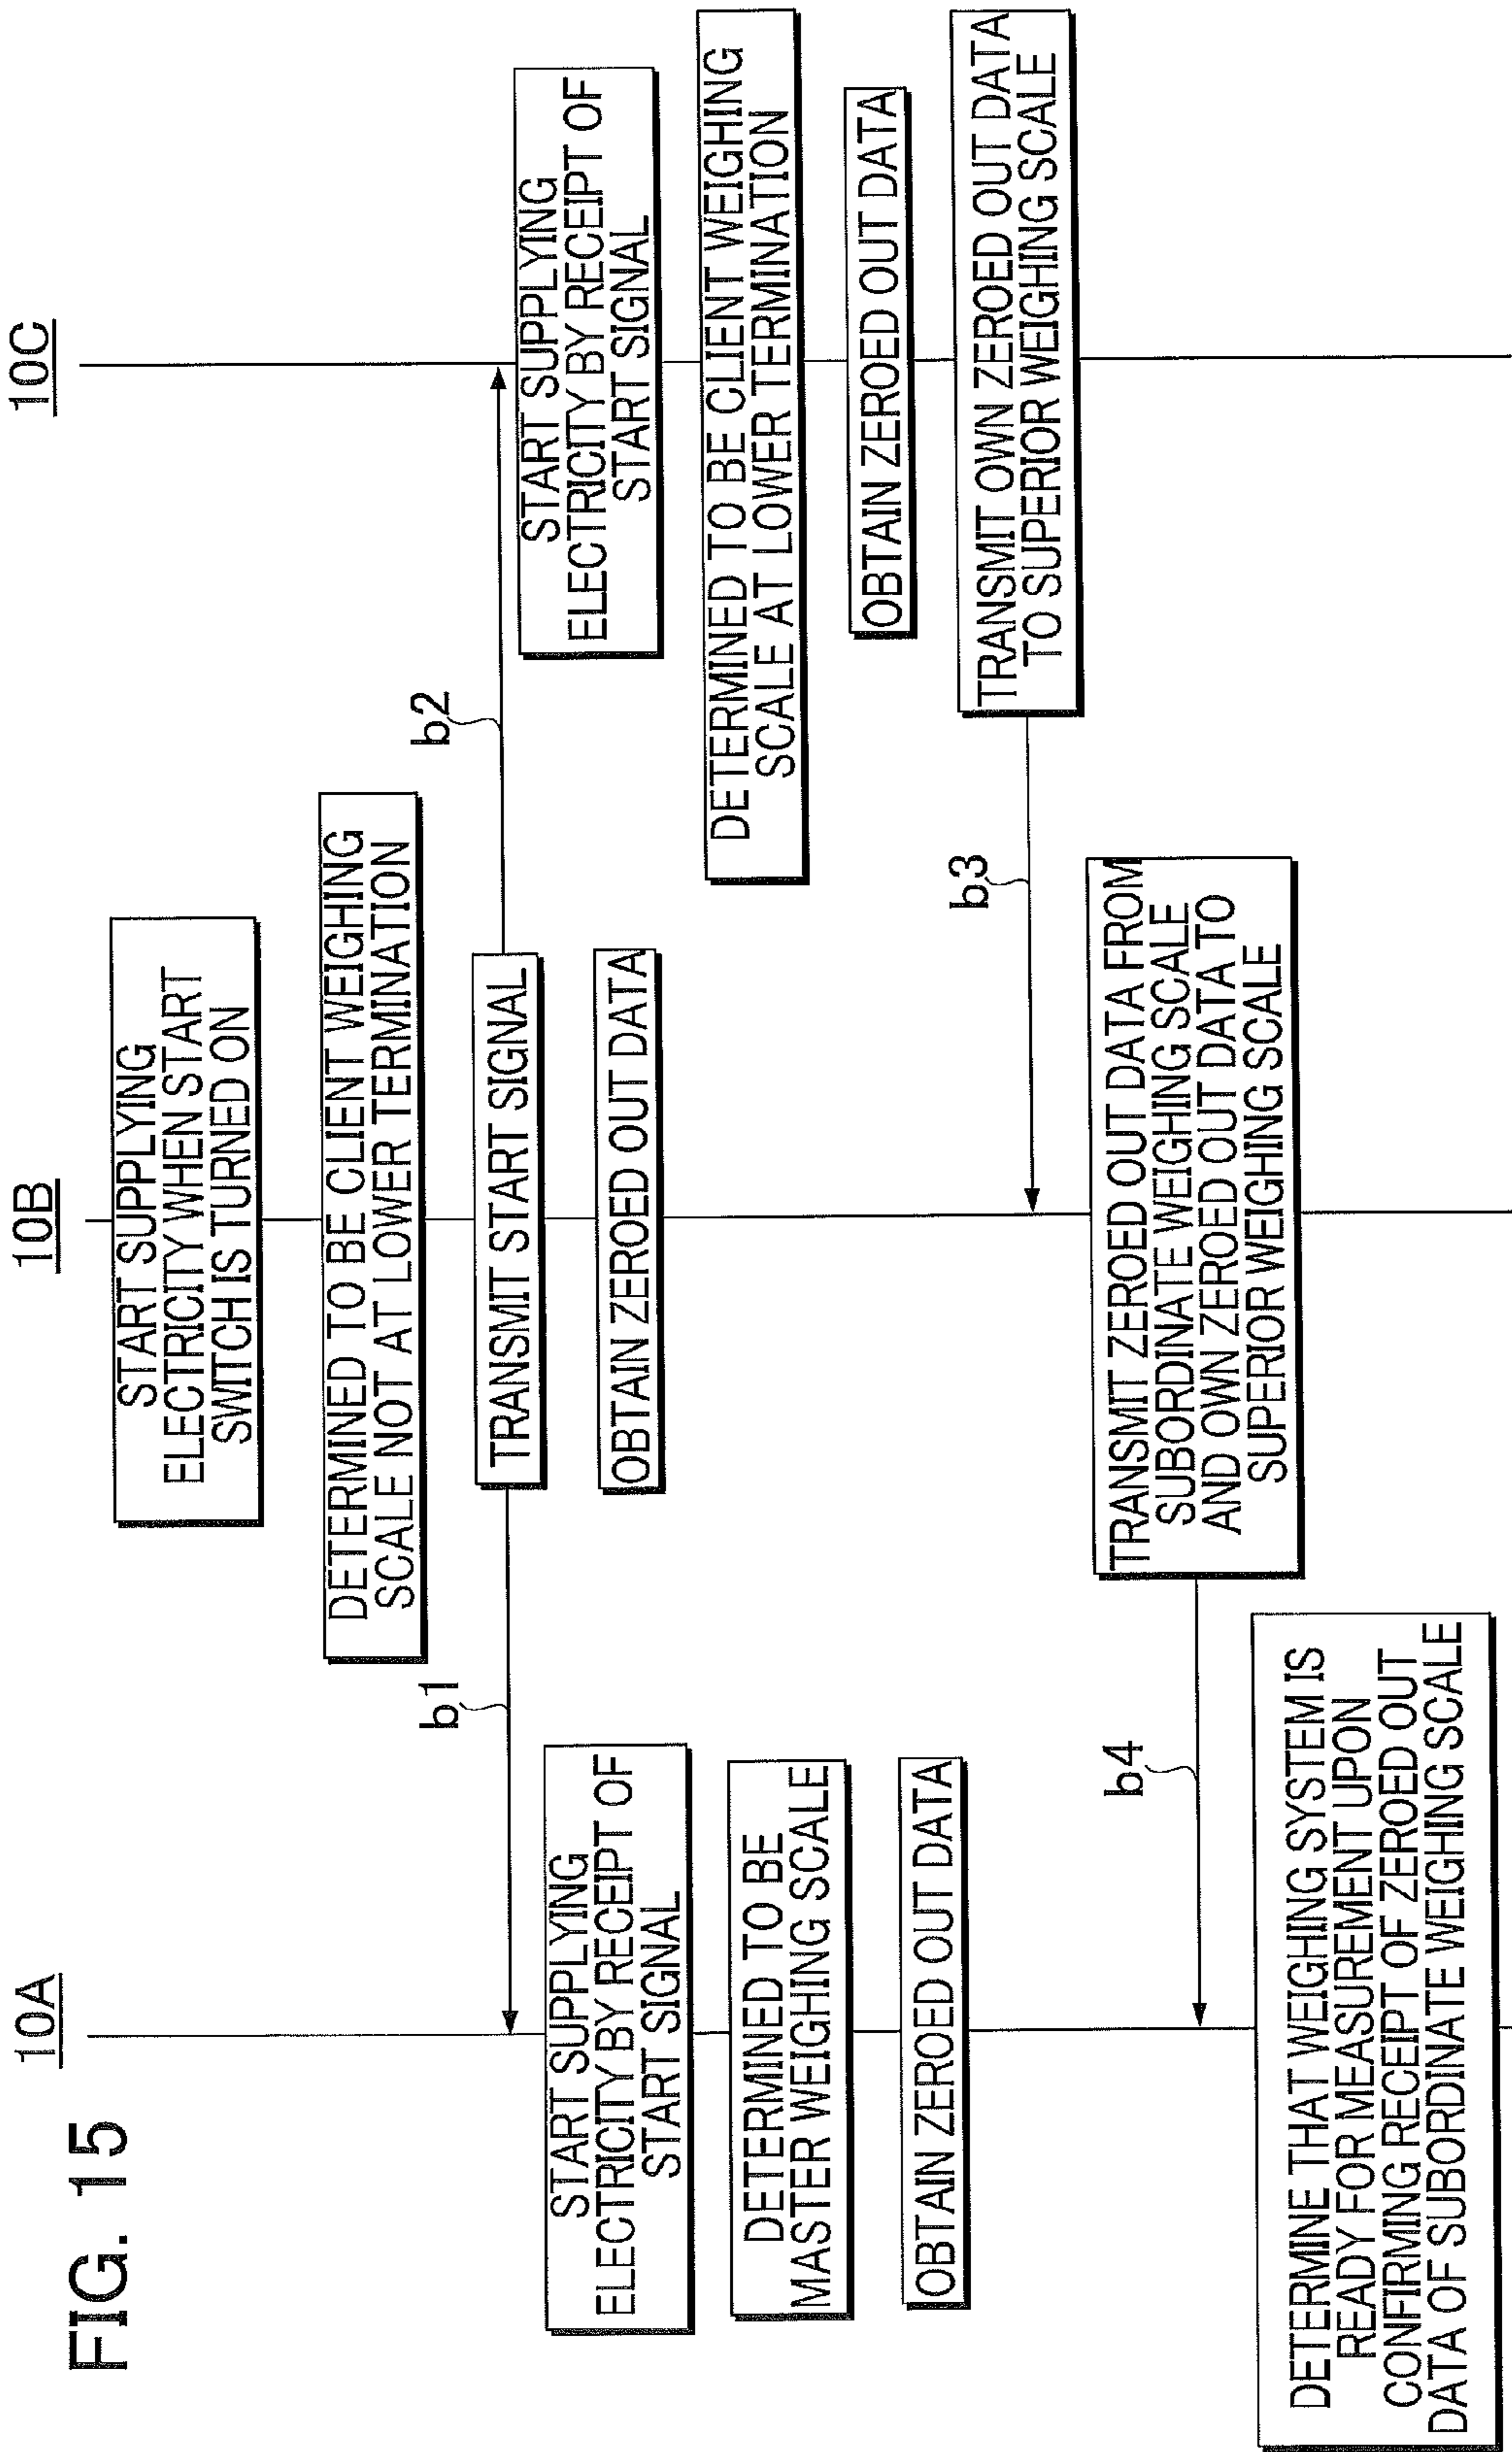 FIG. 15
10A
10B
10C
START SUPPLYING
ELECTRICITY WHEN START
SWITCH IS TURNED ON
DETERMINED TO BE CLIENT WEIGHING
SCALE NOT AT LOWER TERMINATION
b1
TRANSMIT START SIGNAL
b2
START SUPPLYING
ELECTRICITY BY RECEIPT OF
START SIGNAL
START SUPPLYING
ELECTRICITY BY RECEIPT OF
START SIGNAL
OBTAIN ZEROED OUT DATA
DETERMINED TO BE
MASTER WEIGHING SCALE
DETERMINED TO BE CLIENT WEIGHING
SCALE AT LOWER TERMINATION
OBTAIN ZEROED OUT DATA
OBTAIN ZEROED OUT DATA
b3
TRANSMIT OWN ZEROED OUT DATA
TO SUPERIOR WEIGHING SCALE
b4
TRANSMIT ZEROED OUT DATA FROM
SUBORDINATE WEIGHING SCALE
AND OWN ZEROED OUT DATA TO
SUPERIOR WEIGHING SCALE
DETERMINE THAT WEIGHING SYSTEM IS
READY FOR MEASUREMENT UPON
CONFIRMING RECEIPT OF ZEROED OUT
DATA OF SUBORDINATE WEIGHING SCALE